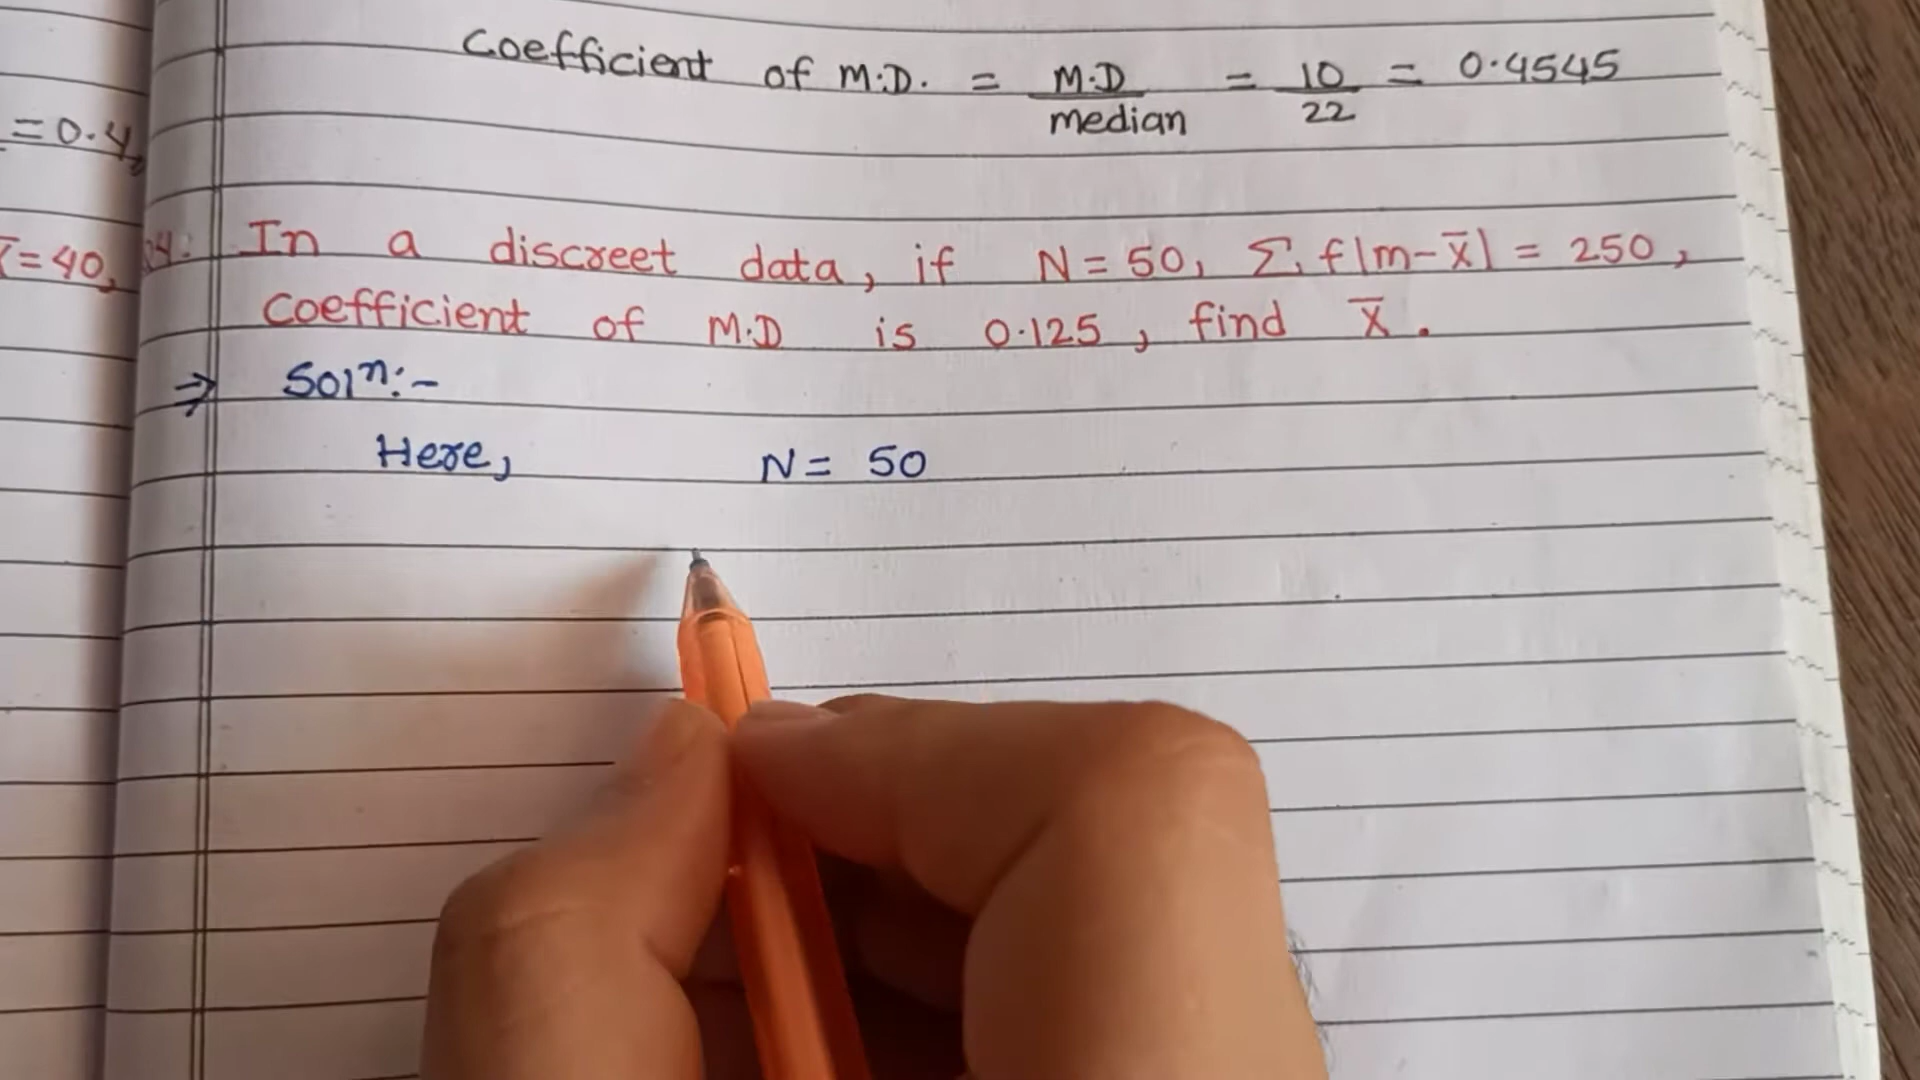 Coefficient of M.D. = M.D / median = 10 / 22 = 0.4545
= 0.4
= 40,
04. In a discreet data, if N = 50, Σ f|m-x̄| = 250,
coefficient of M.D is 0.125, find x̄.
⇒ Solⁿ:-
Here, N = 50